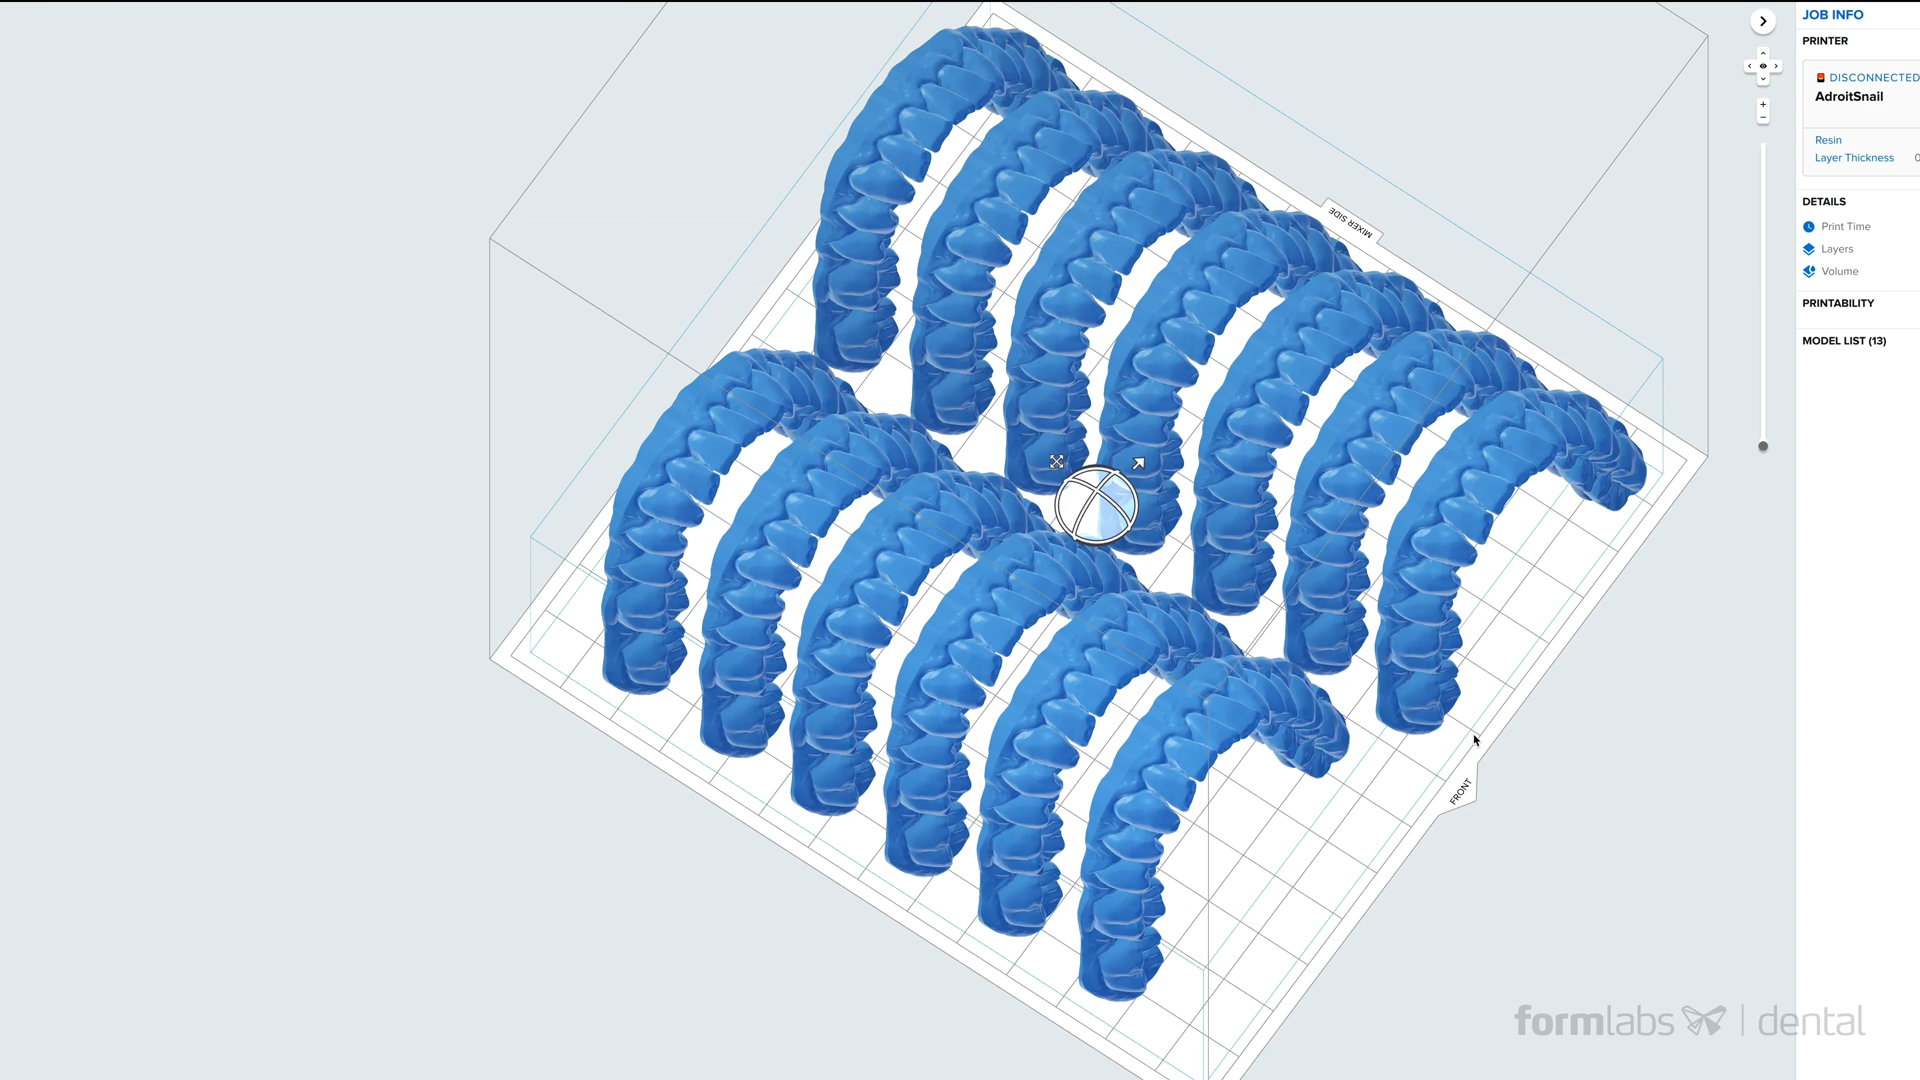 JOB INFO
PRINTER
DISCONNECTED
AdroitSnail
Resin
Layer Thickness 0
DETAILS
Print Time
Layers
Volume
PRINTABILITY
MODEL LIST (13)
MIXER SIDE
FRONT
formlabs | dental